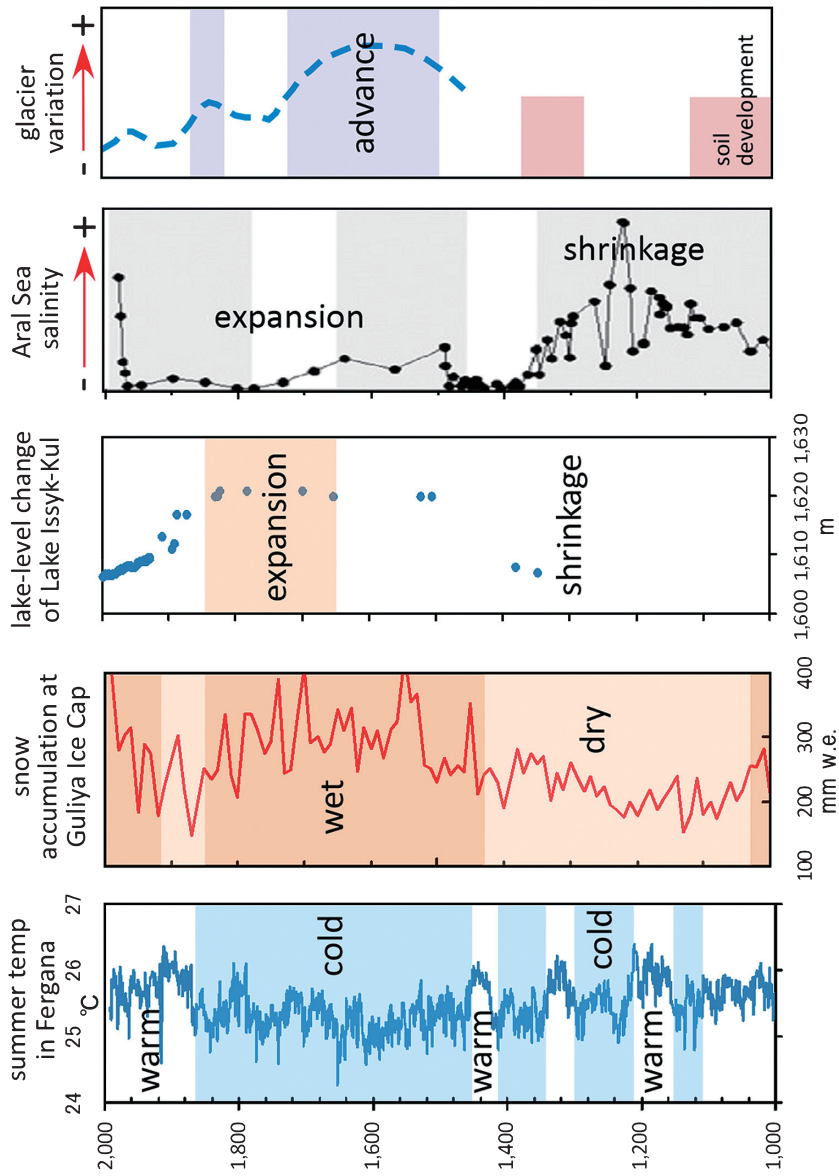 +
-
glacier
variation
advance
soil
development
+
-
Aral Sea
salinity
expansion
shrinkage
lake-level change
of Lake Issyk-Kul
expansion
shrinkage
1,630
1,620
1,610
1,600
m
snow
accumulation at
Guliya Ice Cap
wet
dry
400
300
200
100
mm w.e.
summer temp
in Fergana
°C
27
26
25
24
warm
cold
warm
cold
warm
2,000
1,800
1,600
1,400
1,200
1,000